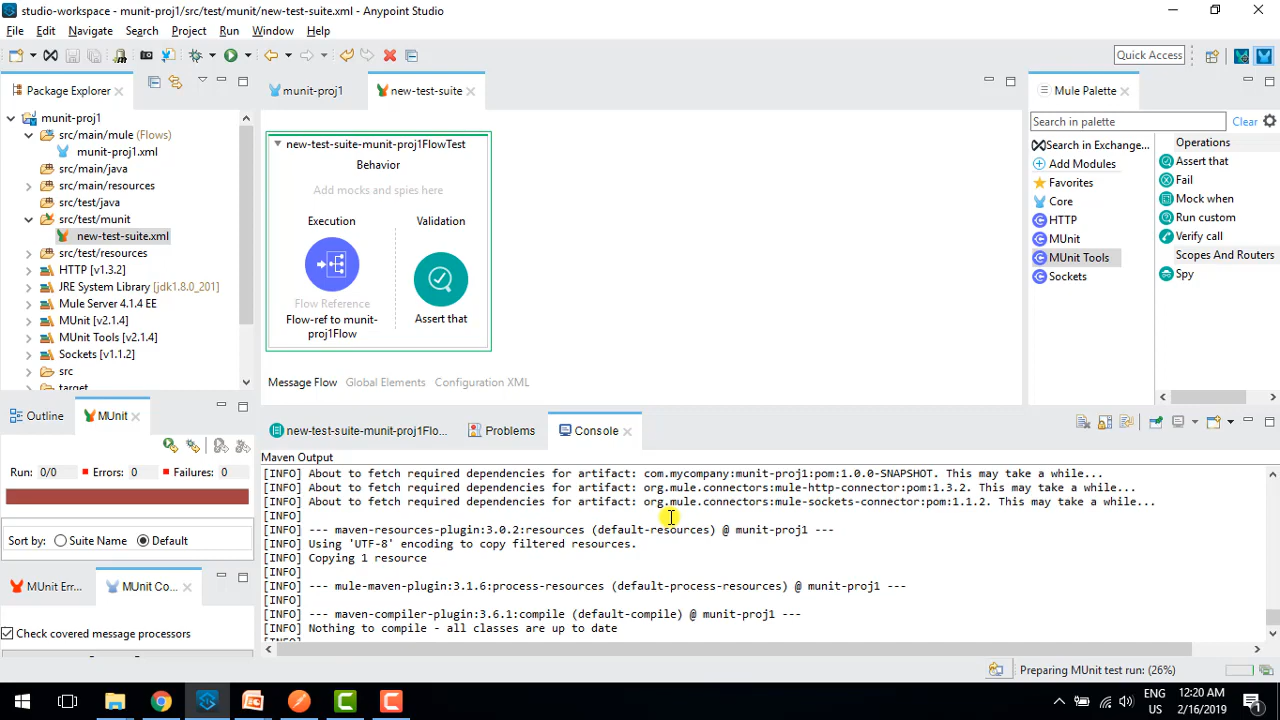 studio-workspace - munit-proj1/src/test/munit/new-test-suite.xml - Anypoint Studio
File Edit Navigate Search Project Run Window Help
Quick Access
Package Explorer
munit-proj1
src/main/mule (Flows)
munit-proj1.xml
src/main/java
src/main/resources
src/test/java
src/test/munit
new-test-suite.xml
src/test/resources
HTTP [v1.3.2]
JRE System Library [jdk1.8.0_201]
Mule Server 4.1.4 EE
MUnit [v2.1.4]
MUnit Tools [v2.1.4]
Sockets [v1.1.2]
src
target
munit-proj1
new-test-suite
new-test-suite-munit-proj1FlowTest
Behavior
Add mocks and spies here
Execution
Validation
Flow Reference
Flow-ref to munit-
proj1Flow
Assert that
Message Flow Global Elements Configuration XML
Mule Palette
Search in palette
Clear
Search in Exchange...
Add Modules
Favorites
Core
HTTP
MUnit
MUnit Tools
Sockets
Operations
Assert that
Fail
Mock when
Run custom
Verify call
Scopes And Routers
Spy
Outline
MUnit
Run: 0/0
Errors: 0
Failures: 0
Sort by:
Suite Name
Default
MUnit Err...
MUnit Co...
Check covered message processors
new-test-suite-munit-proj1Flo...
Problems
Console
Maven Output
[INFO] About to fetch required dependencies for artifact: com.mycompany:munit-proj1:pom:1.0.0-SNAPSHOT. This may take a while...
[INFO] About to fetch required dependencies for artifact: org.mule.connectors:mule-http-connector:pom:1.3.2. This may take a while...
[INFO] About to fetch required dependencies for artifact: org.mule.connectors:mule-sockets-connector:pom:1.1.2. This may take a while...
[INFO]
[INFO] --- maven-resources-plugin:3.0.2:resources (default-resources) @ munit-proj1 ---
[INFO] Using 'UTF-8' encoding to copy filtered resources.
[INFO] Copying 1 resource
[INFO]
[INFO] --- mule-maven-plugin:3.1.6:process-resources (default-process-resources) @ munit-proj1 ---
[INFO]
[INFO] --- maven-compiler-plugin:3.6.1:compile (default-compile) @ munit-proj1 ---
[INFO] Nothing to compile - all classes are up to date
Preparing MUnit test run: (26%)
ENG
US
12:20 AM
2/16/2019
1